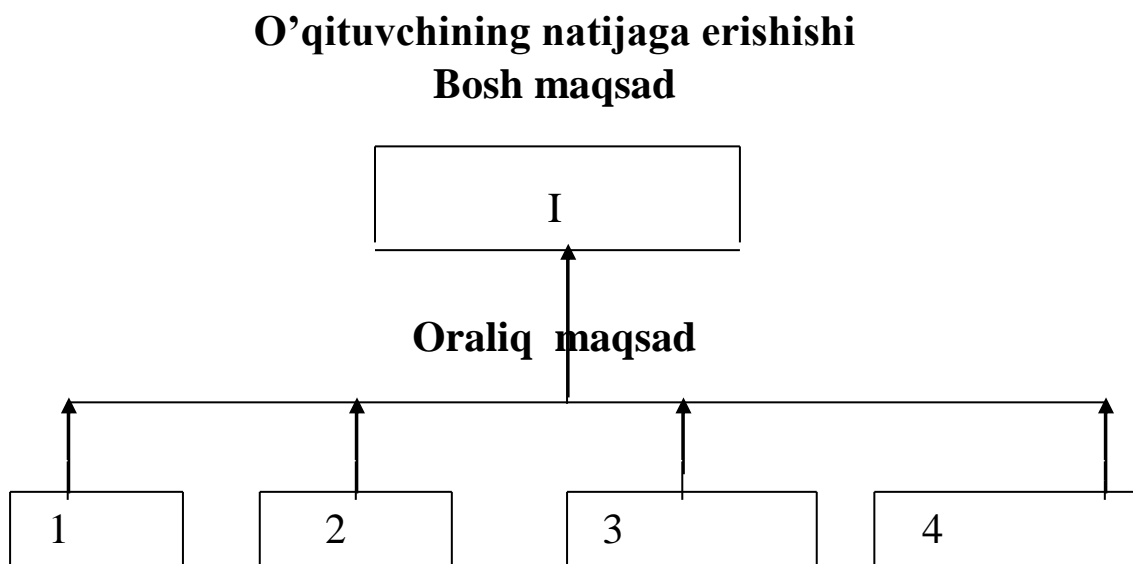 O’qituvchining natijaga erishishi
Bosh maqsad
I
Oraliq maqsad
1 2 3 4